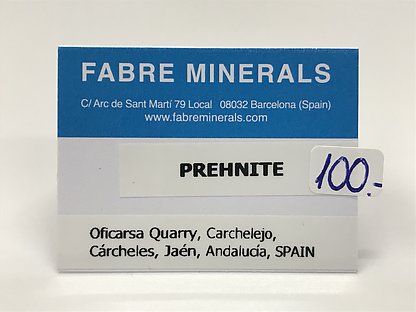 FABRE MINERALS
C/ Arc de Sant Martí 79 Local 08032 Barcelona (Spain)
www.fabreminerals.com
PREHNITE
100.-
Oficarsa Quarry, Carchelejo,
Cárcheles, Jaén, Andalucía, SPAIN